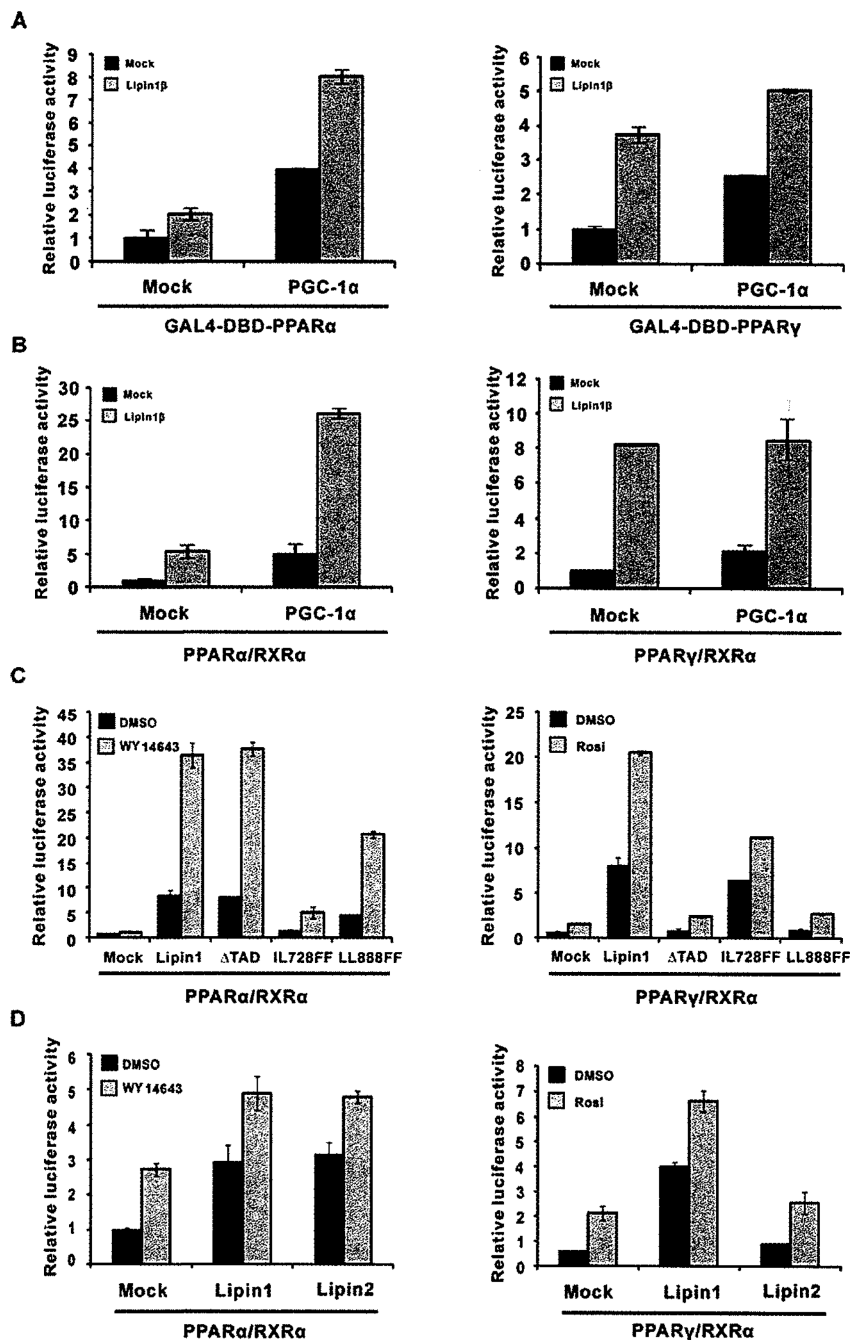 A
Relative luciferase activity
9
8
7
6
5
4
3
2
1
0
Mock
Lipin1β
Mock PGC-1α
GAL4-DBD-PPARα
Relative luciferase activity
6
5
4
3
2
1
0
Mock
Lipin1β
Mock PGC-1α
GAL4-DBD-PPARγ
B
Relative luciferase activity
30
25
20
15
10
5
0
Mock
Lipin1β
Mock PGC-1α
PPARα/RXRα
Relative luciferase activity
12
10
8
6
4
2
0
Mock
Lipin1β
Mock PGC-1α
PPARγ/RXRα
C
Relative luciferase activity
45
40
35
30
25
20
15
10
5
0
DMSO
WY14643
Mock Lipin1 ΔTAD IL728FF LL888FF
PPARα/RXRα
Relative luciferase activity
25
20
15
10
5
0
DMSO
Rosi
Mock Lipin1 ΔTAD IL728FF LL888FF
PPARγ/RXRα
D
Relative luciferase activity
6
5
4
3
2
1
0
DMSO
WY14643
Mock Lipin1 Lipin2
PPARα/RXRα
Relative luciferase activity
8
7
6
5
4
3
2
1
0
DMSO
Rosi
Mock Lipin1 Lipin2
PPARγ/RXRα